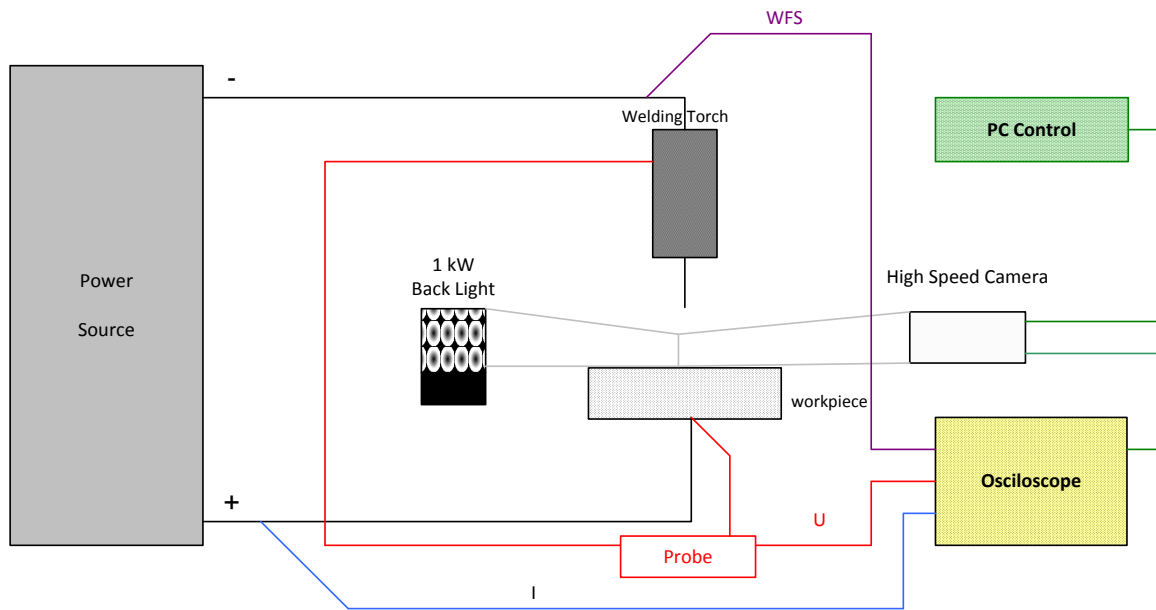 WFS
-
Welding Torch
PC Control
Power
Source
1 kW
Back Light
High Speed Camera
workpiece
Osciloscope
+
U
Probe
I